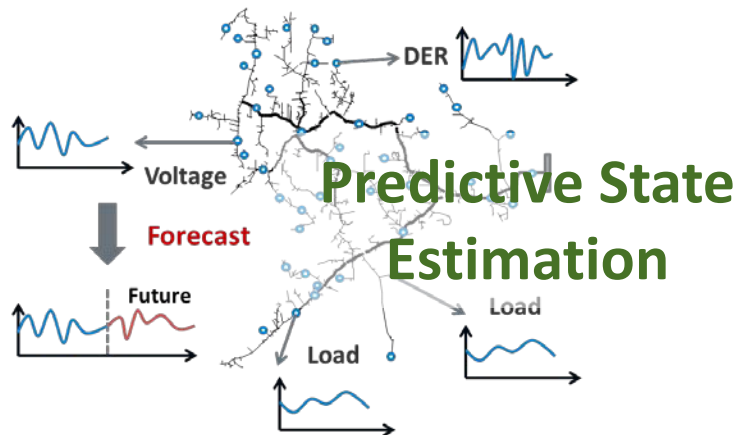 DER
Voltage
Predictive State
Estimation
Forecast
Future
Load
Load